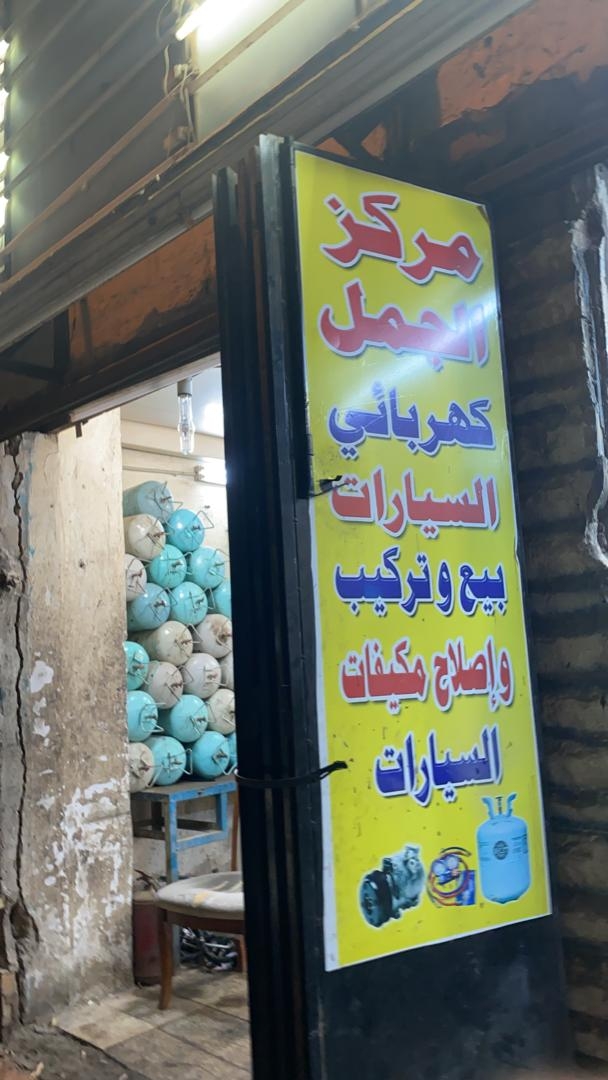 مركز
الجمل
كهربائي
السيارات
بيع وتركيب
وإصلاح مكيفات
السيارات